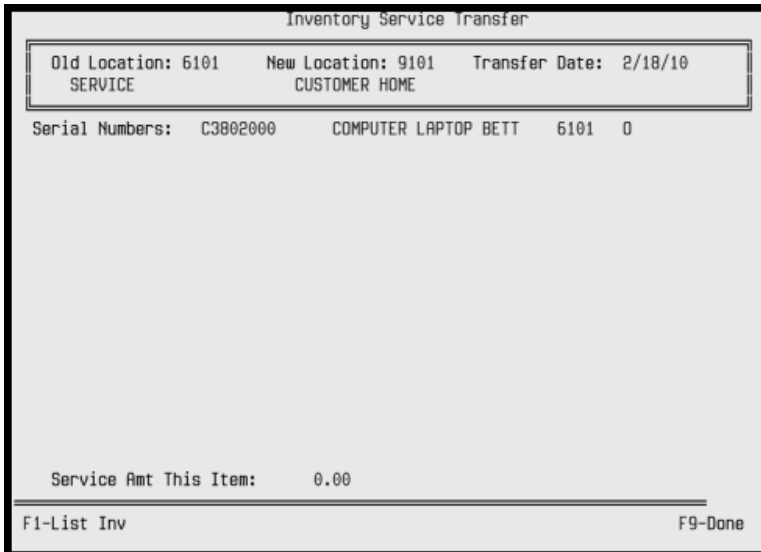 Inventory Service Transfer
Old Location: 6101 New Location: 9101 Transfer Date: 2/18/10
SERVICE CUSTOMER HOME
Serial Numbers: C3802000 COMPUTER LAPTOP BETT 6101 O
Service Amt This Item: 0.00
F1-List Inv F9-Done